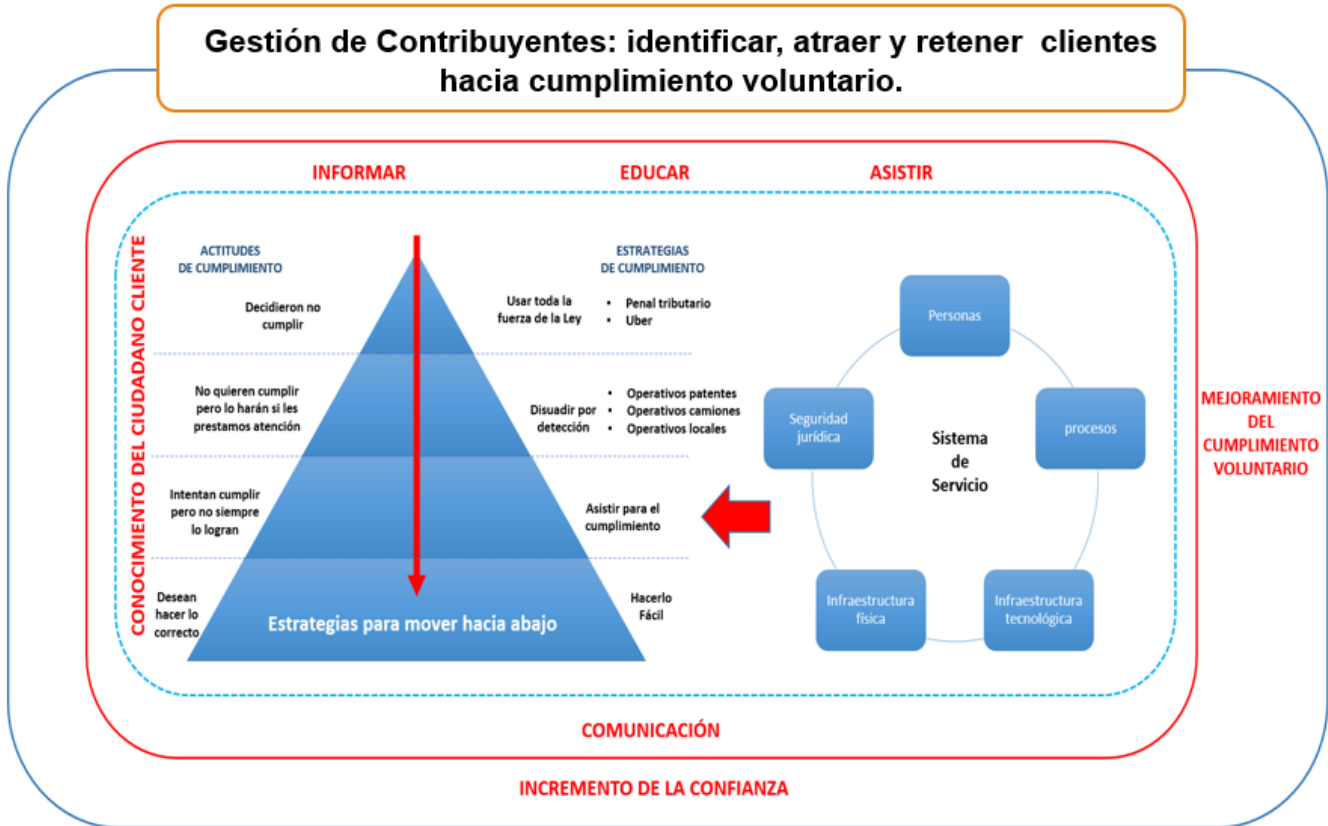 Gestión de Contribuyentes: identificar, atraer y retener clientes
hacia cumplimiento voluntario.
INFORMAR
EDUCAR
ASISTIR
CONOCIMIENTO DEL CIUDADANO CLIENTE
ACTITUDES
DE CUMPLIMIENTO
ESTRATEGIAS
DE CUMPLIMIENTO
Decidieron no
cumplir
Usar toda la
fuerza de la Ley
• Penal tributario
• Uber
No quieren cumplir
pero lo harán si les
prestamos atención
Disuadir por
detección
• Operativos patentes
• Operativos camiones
• Operativos locales
Intentan cumplir
pero no siempre
lo logran
Asistir para el
cumplimiento
Desean
hacer lo
correcto
Estrategias para mover hacia abajo
Hacerlo
Fácil
Personas
Seguridad
jurídica
procesos
Sistema
de
Servicio
Infraestructura
física
Infraestructura
tecnológica
MEJORAMIENTO
DEL
CUMPLIMIENTO
VOLUNTARIO
COMUNICACIÓN
INCREMENTO DE LA CONFIANZA